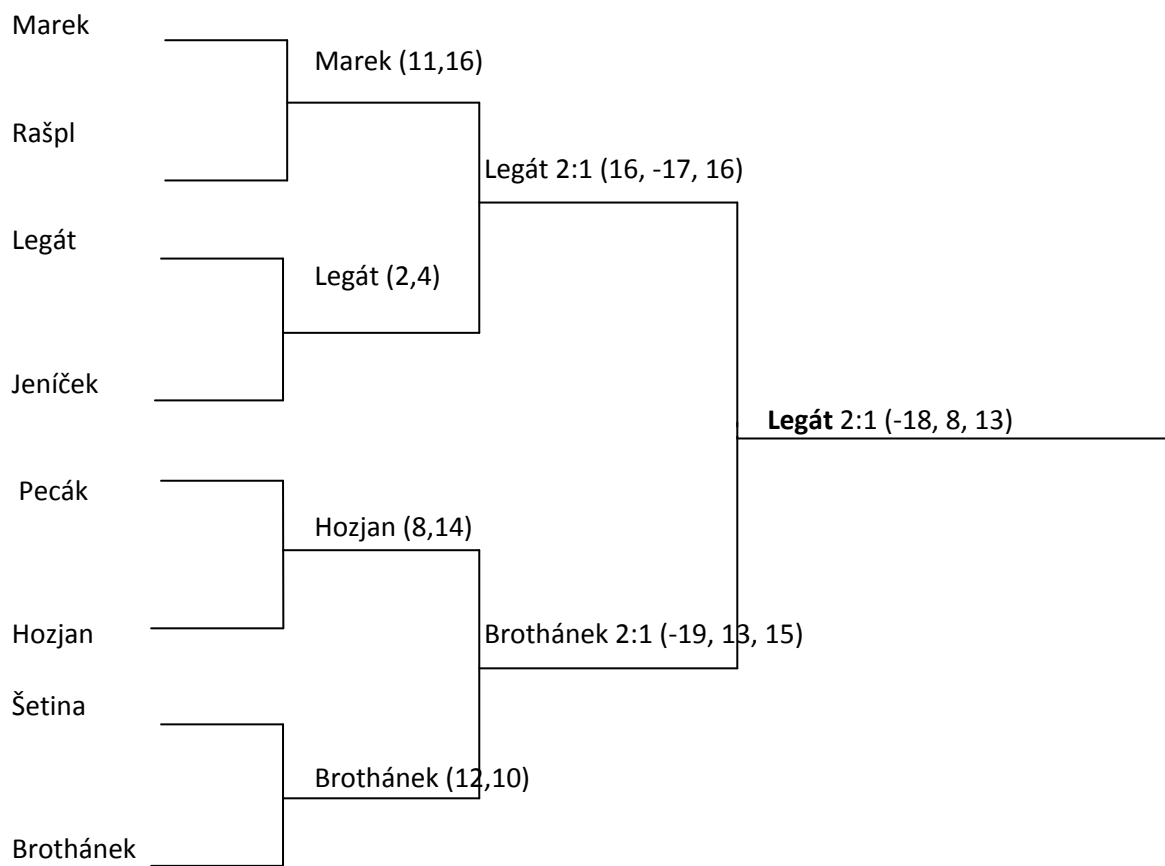 Marek
Marek (11,16)
Rašpl
Legát 2:1 (16, -17, 16)
Legát
Legát (2,4)
Jeníček
Legát 2:1 (-18, 8, 13)
Pecák
Hozjan (8,14)
Hozjan
Brothánek 2:1 (-19, 13, 15)
Šetina
Brothánek (12,10)
Brothánek